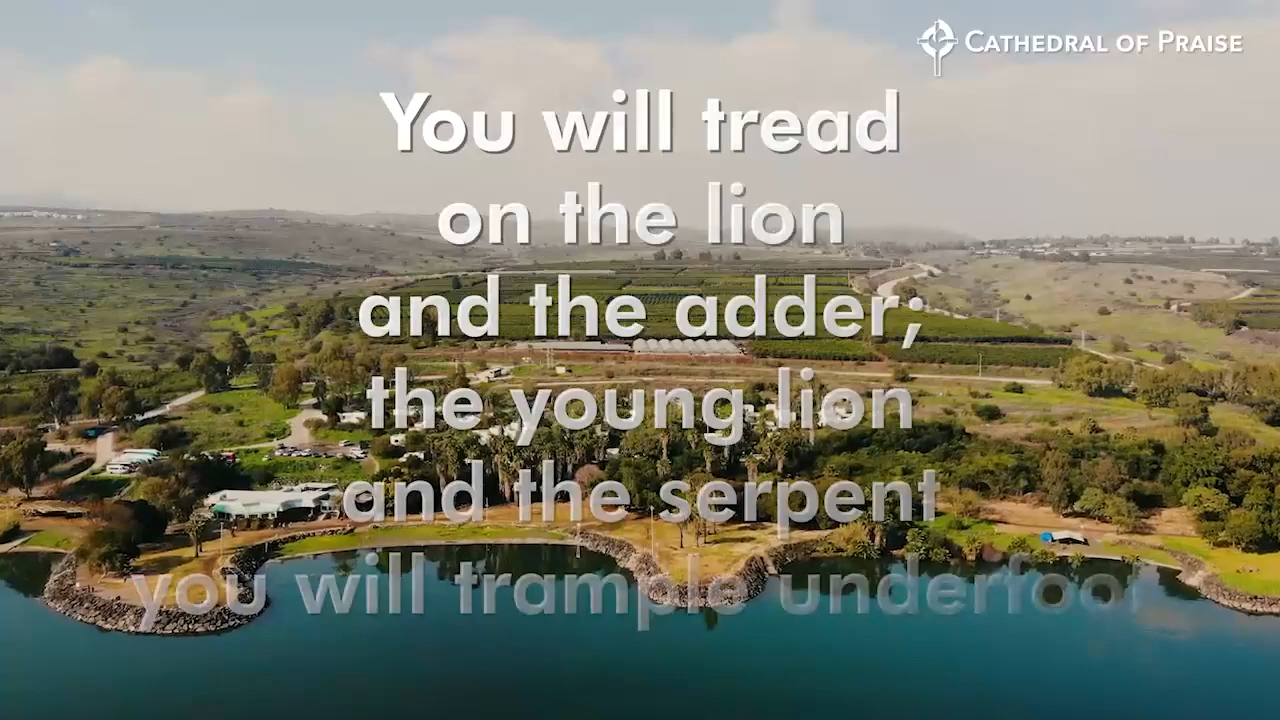 CATHEDRAL OF PRAISE
You will tread
on the lion
and the adder;
the young lion
and the serpent
you will trample underfoo